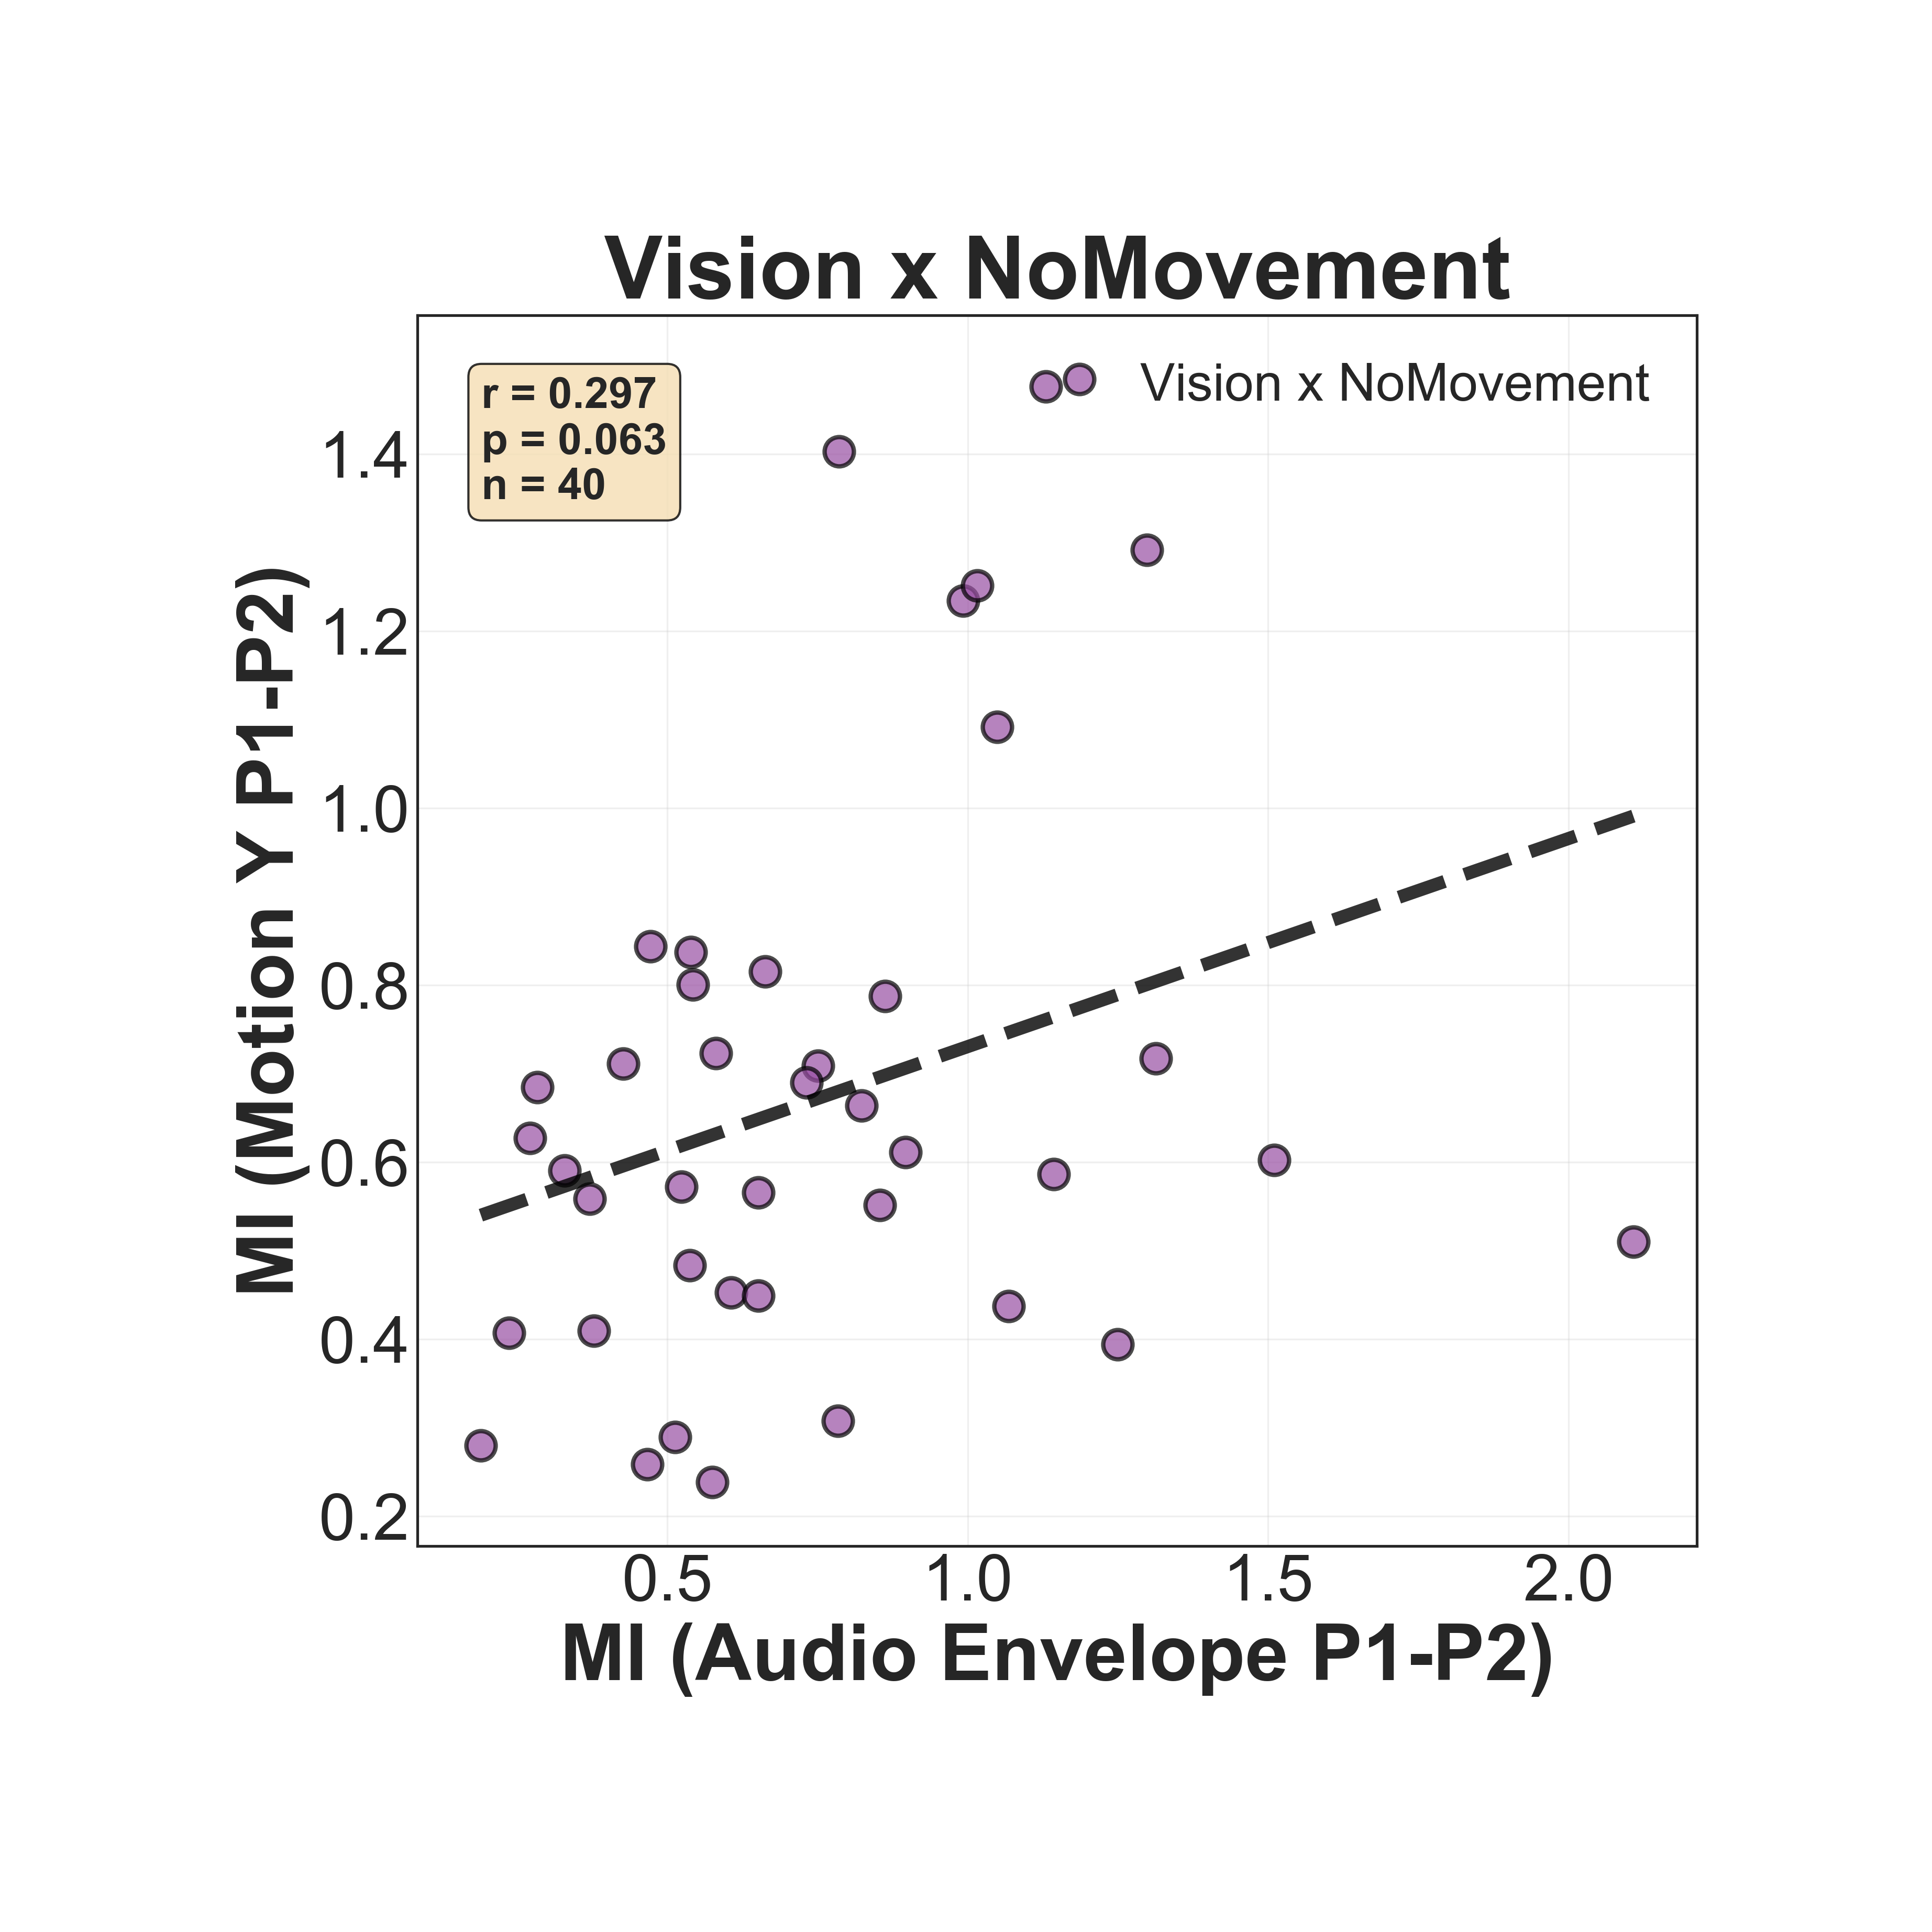 Vision x NoMovement
r = 0.297
p = 0.063
n = 40
Vision x NoMovement
MI (Motion Y P1-P2)
1.4
1.2
1.0
0.8
0.6
0.4
0.2
0.5 1.0 1.5 2.0
MI (Audio Envelope P1-P2)